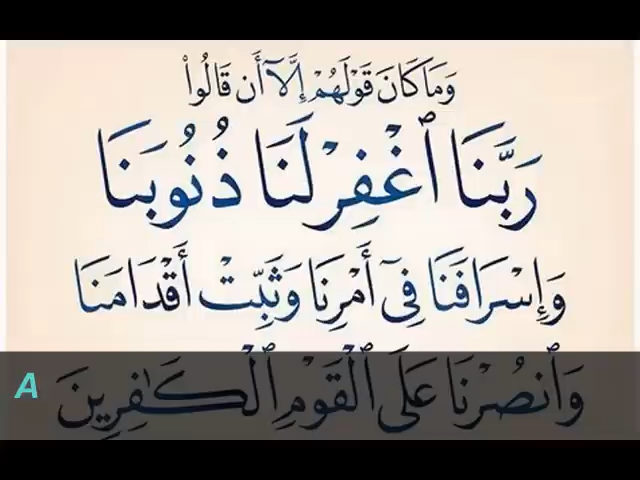 وَمَا كَانَ قَوْلَهُمْ إِلَّآ أَن قَالُوا۟
رَبَّنَا ٱغْفِرْ لَنَا ذُنُوبَنَا
وَإِسْرَافَنَا فِىٓ أَمْرِنَا وَثَبِّتْ أَقْدَامَنَا
وَٱنصُرْنَا عَلَى ٱلْقَوْمِ ٱلْكَـٰفِرِينَ
A